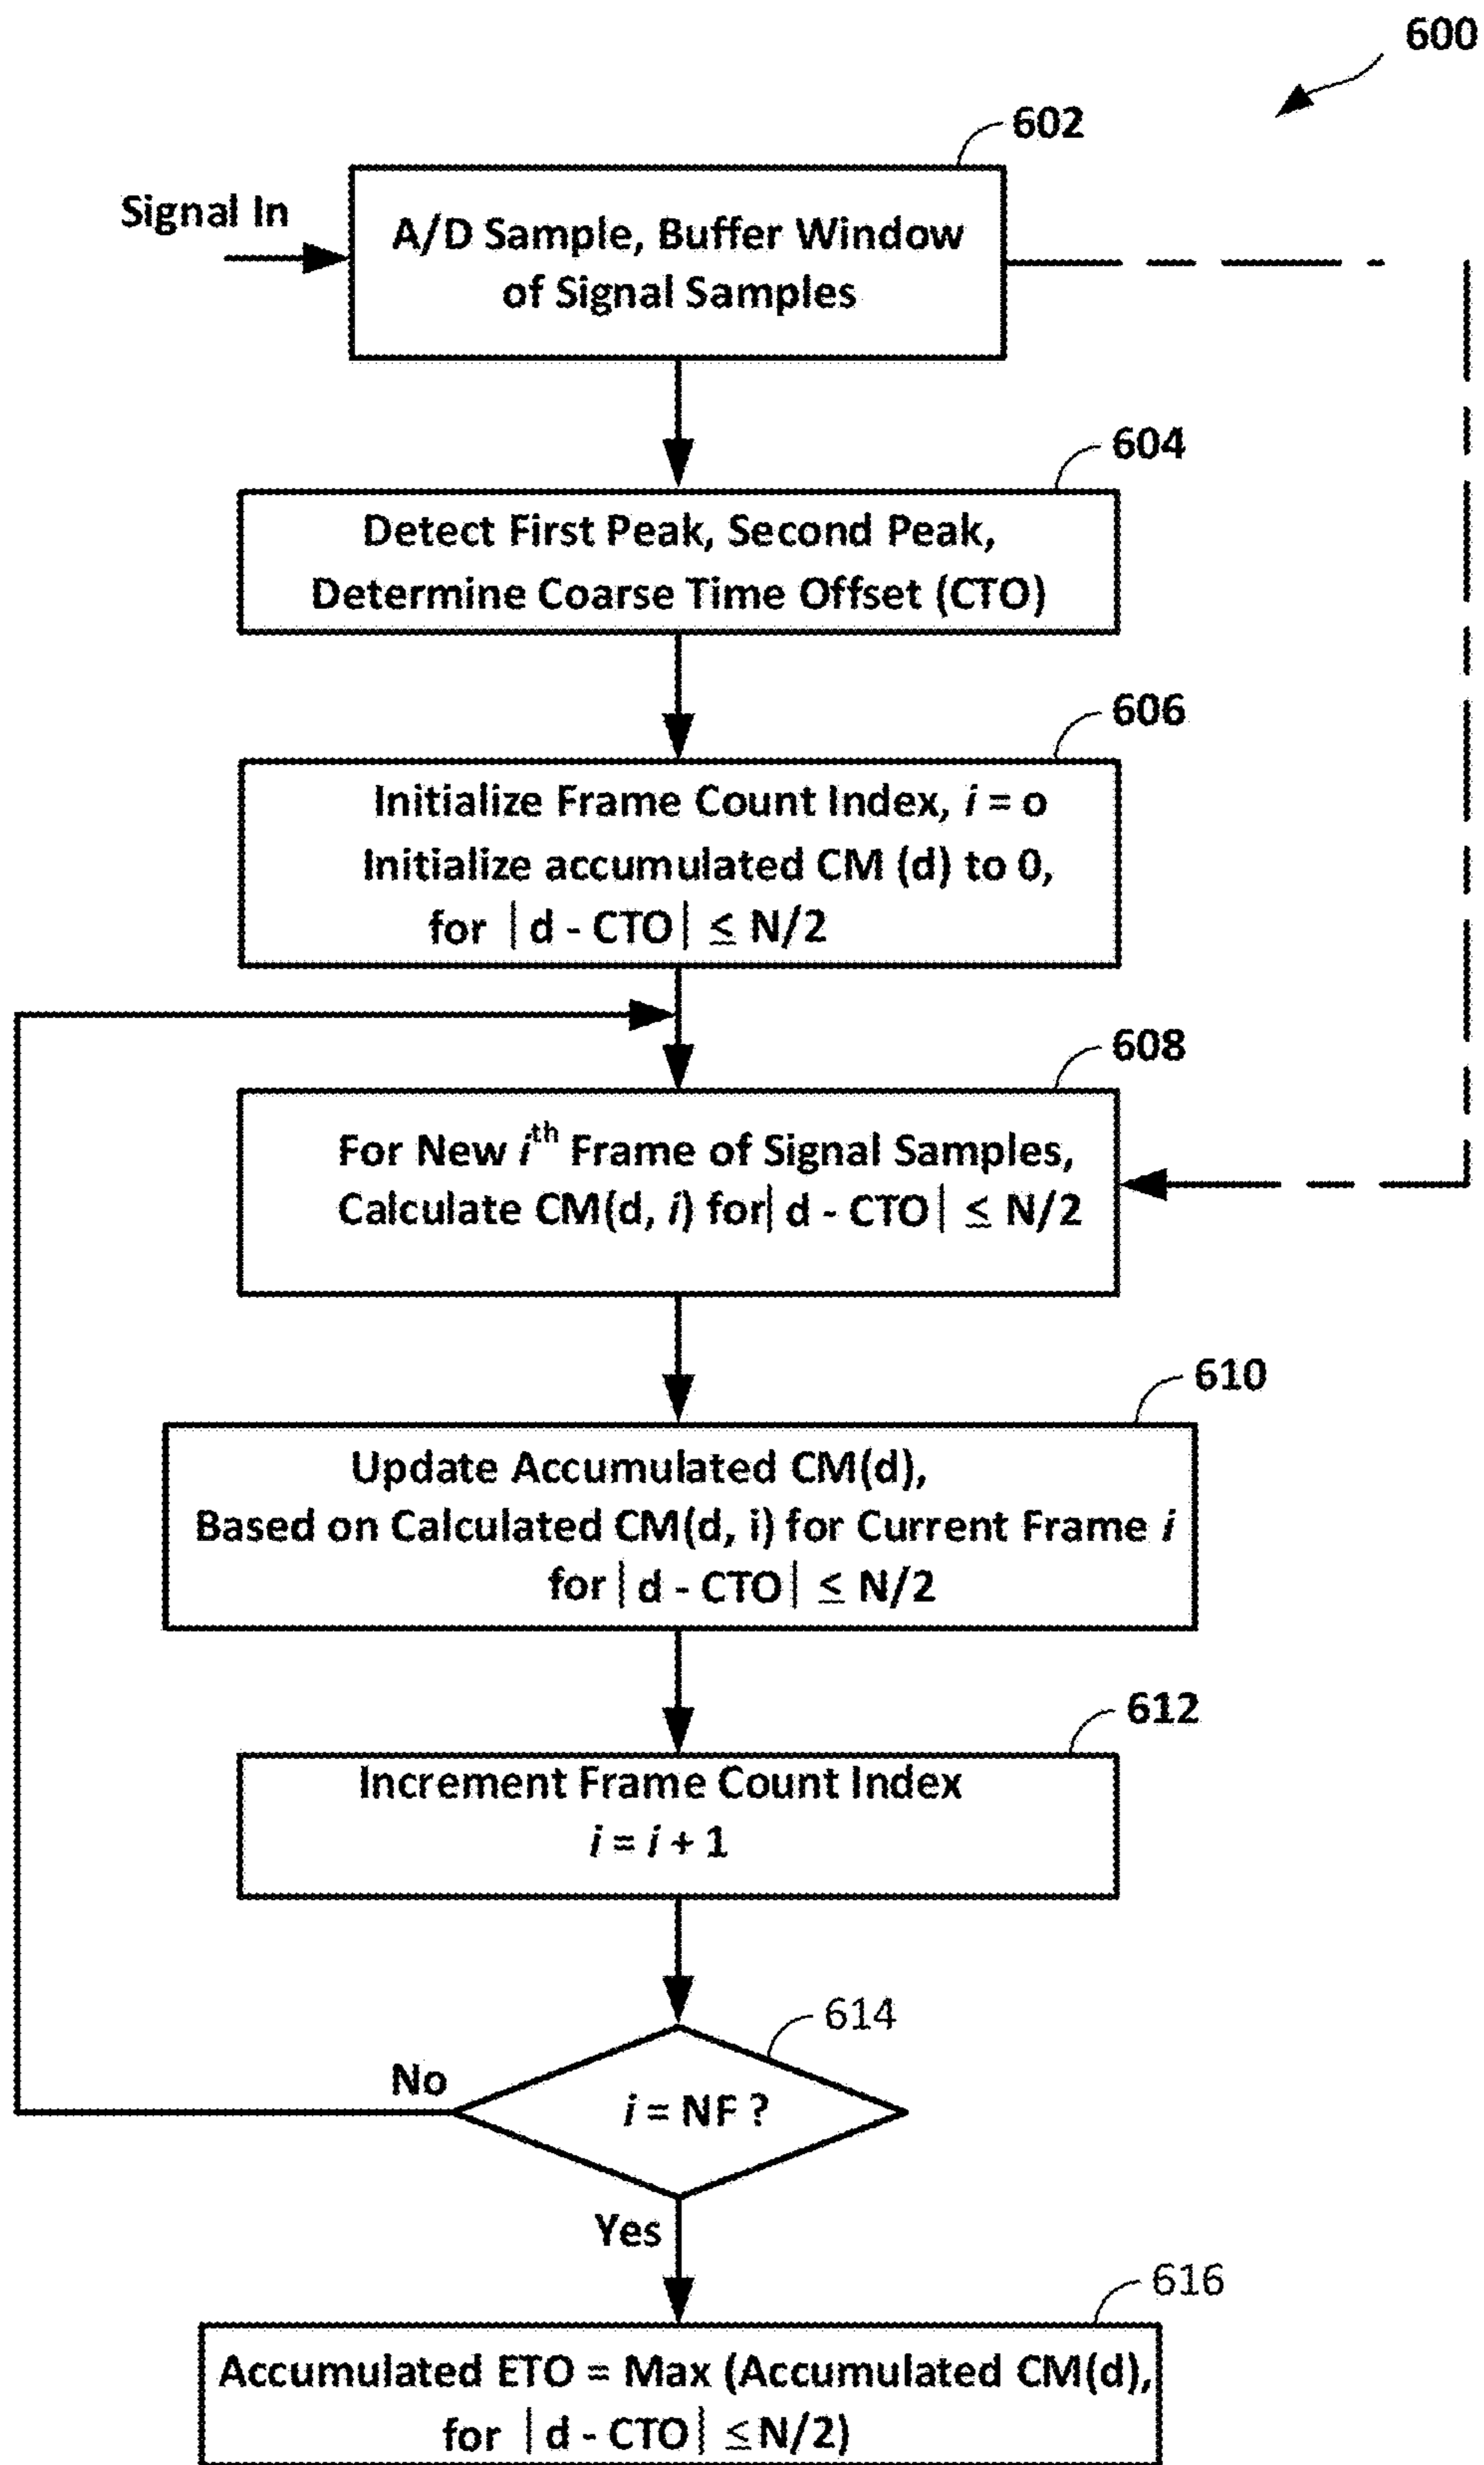 600
602
Signal In
A/D Sample, Buffer Window
of Signal Samples
604
Detect First Peak, Second Peak,
Determine Coarse Time Offset (CTO)
606
Initialize Frame Count Index, i = o
Initialize accumulated CM (d) to 0,
for |d - CTO| ≤ N/2
608
For New ith Frame of Signal Samples,
Calculate CM(d, i) for| d - CTO| ≤ N/2
610
Update Accumulated CM(d),
Based on Calculated CM(d, i) for Current Frame i
for |d - CTO| ≤ N/2
612
Increment Frame Count Index
i = i + 1
614
No
i = NF ?
Yes
616
Accumulated ETO = Max (Accumulated CM(d),
for |d - CTO| ≤ N/2)